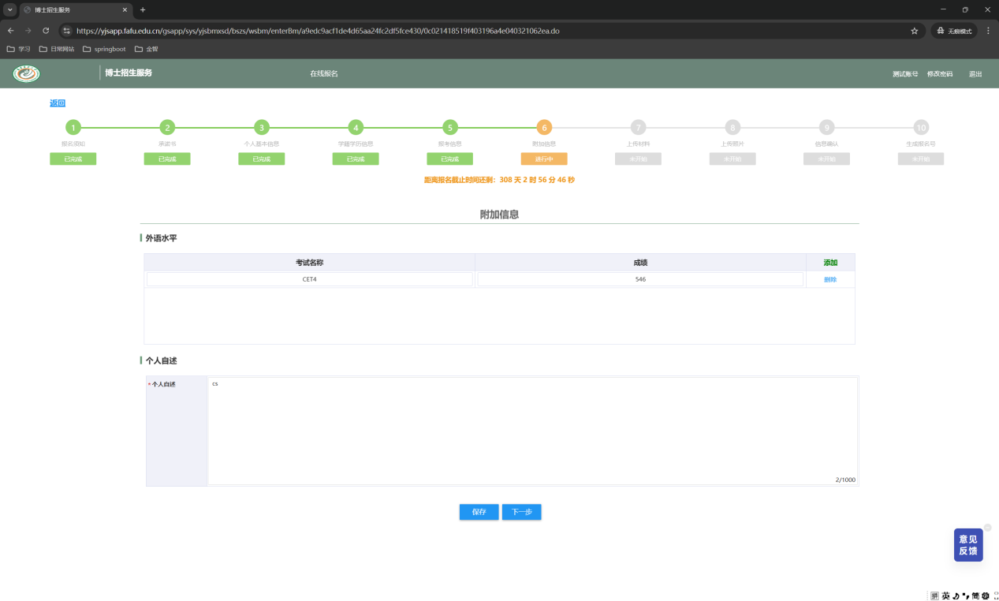 博士招生服务
https://yjsapp.fafu.edu.cn/gsapp/sys/yjsbmxsd/bszs/wsbm/enterBm/a9edc9acf1de4d65aa24fc2df5fce430/0c021418519f403196a4e040321062ea.do
无痕模式
学习 日常网站 springboot 金智
博士招生服务 在线报名 测试账号 修改密码 退出
返回
1 2 3 4 5 6 7 8 9 10
报名须知 承诺书 个人基本信息 学籍学历信息 报考信息 附加信息 上传材料 上传照片 信息确认 生成报名号
已完成 已完成 已完成 已完成 已完成 进行中 未开始 未开始 未开始 未开始
距离报名截止时间还剩：308 天 2 时 56 分 46 秒
附加信息
外语水平
考试名称 成绩 添加
CET4 546 删除
个人自述
* 个人自述 cs
2/1000
保存 下一步
意见
反馈
拼 英 简